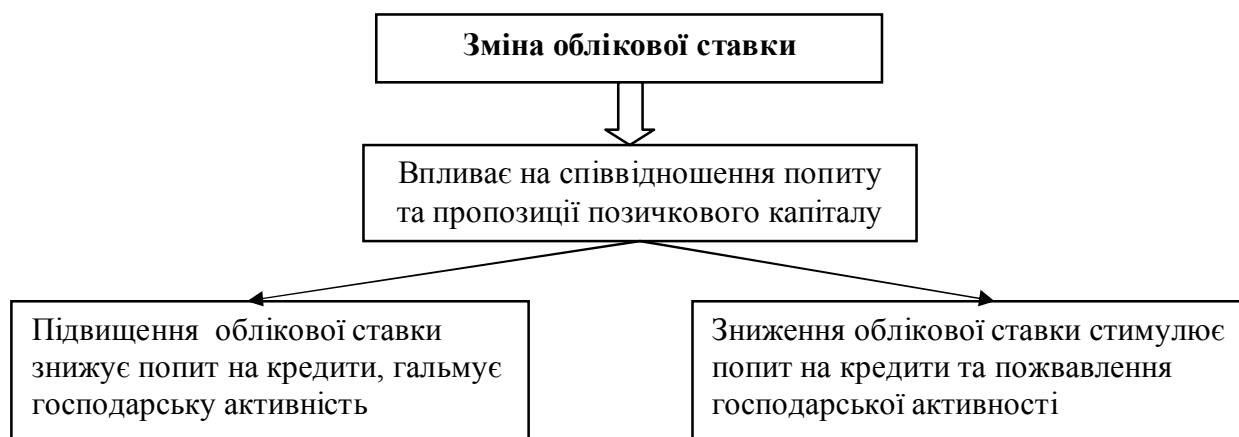 Зміна облікової ставки
Впливає на співвідношення попиту
та пропозиції позичкового капіталу
Підвищення облікової ставки
знижує попит на кредити, гальмує
господарську активність
Зниження облікової ставки стимулює
попит на кредити та пожвавлення
господарської активності